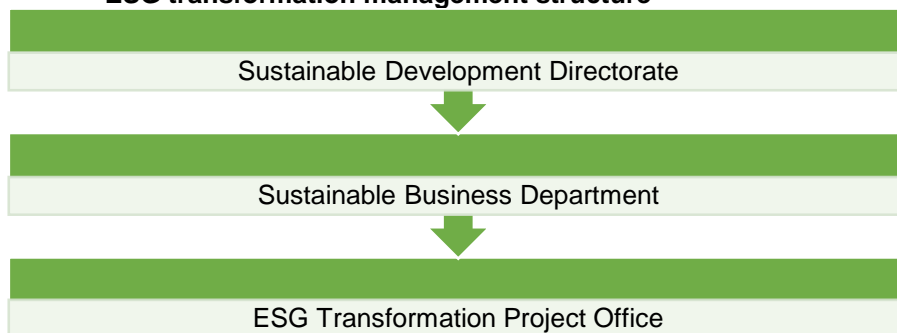 ESG transformation management structure
Sustainable Development Directorate
Sustainable Business Department
ESG Transformation Project Office